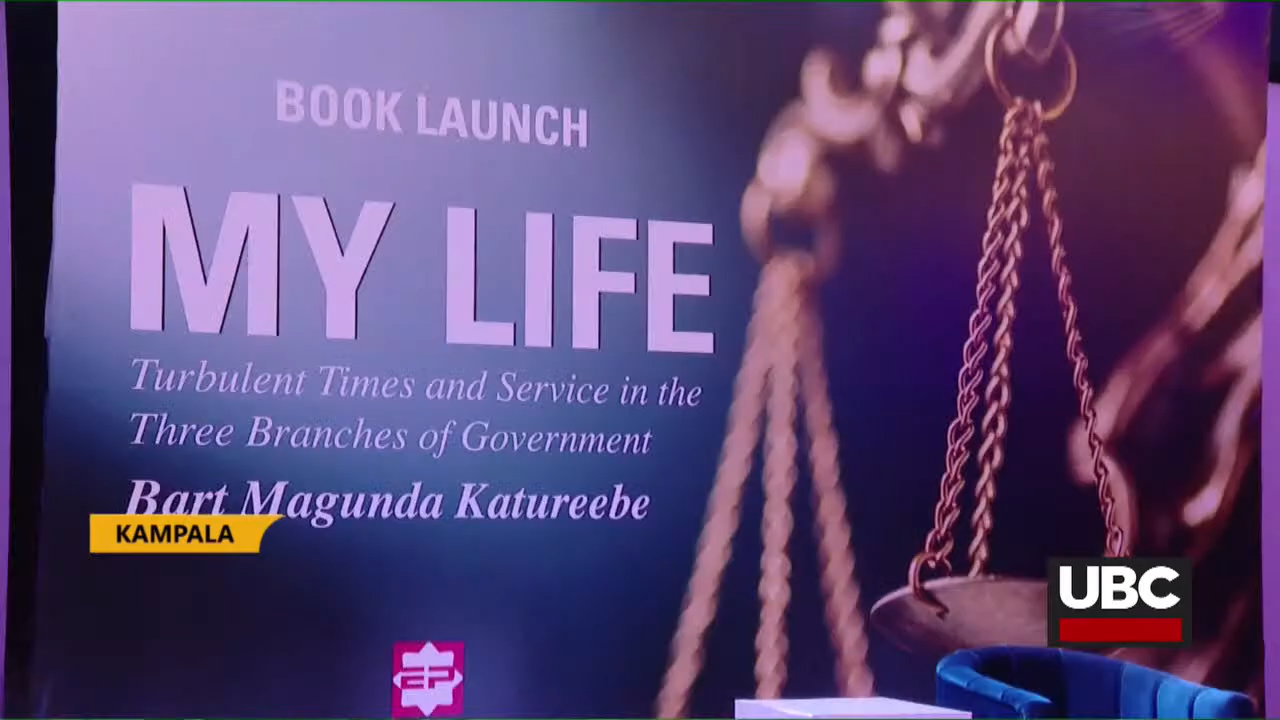 BOOK LAUNCH
MY LIFE
Turbulent Times and Service in the
Three Branches of Government
Bart Magunda Katureebe
KAMPALA
UBC